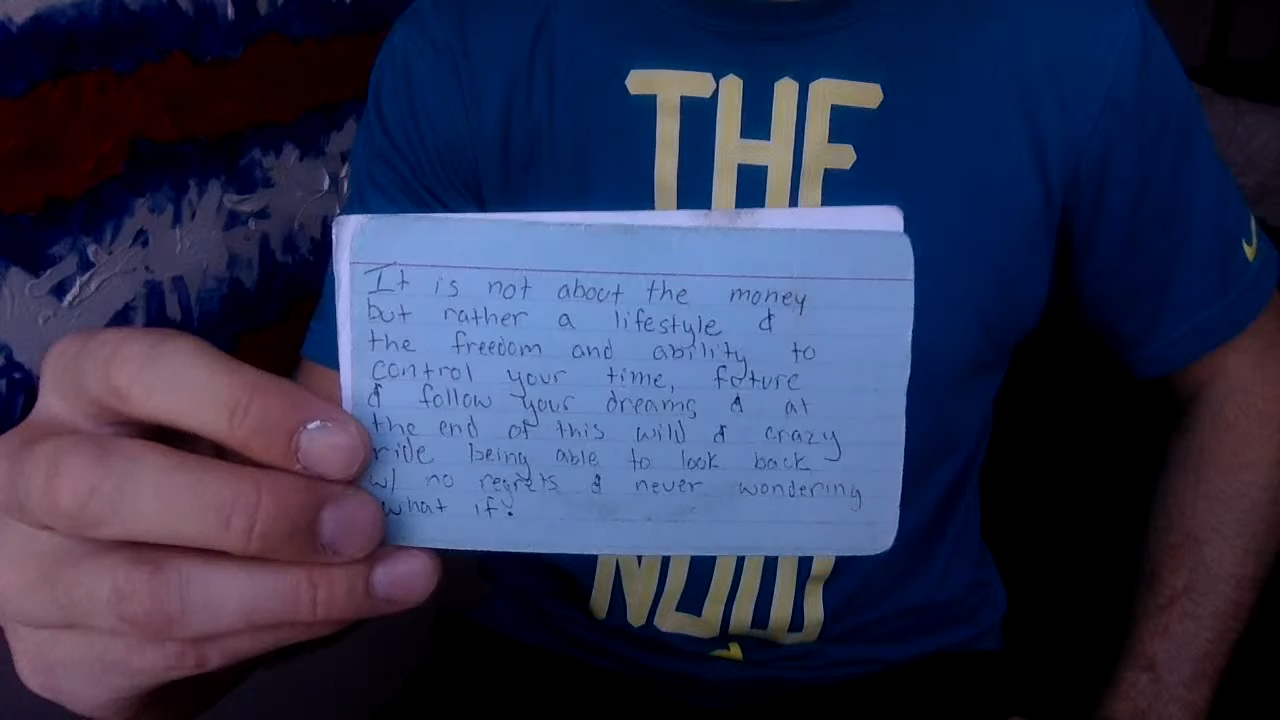 THE
It is not about the money
but rather a lifestyle &
the freedom and ability to
control your time, future
& follow your dreams & at
the end of this wild & crazy
ride being able to look back
w/ no regrets & never wondering
what if?
NOW